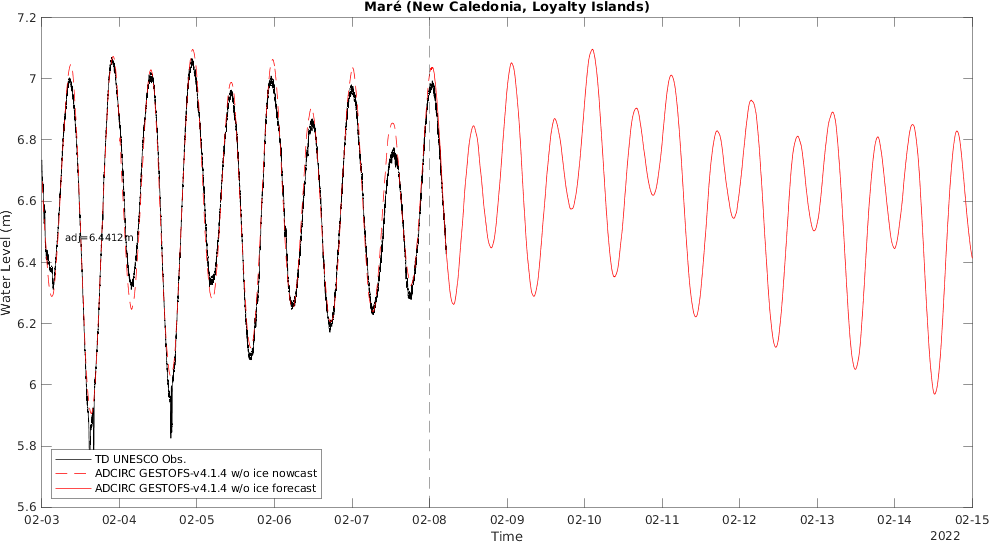 Maré (New Caledonia, Loyalty Islands)
7.2
7
6.8
6.6
6.4
6.2
6
5.8
5.6
Water Level (m)
adj=6.4412m
TD UNESCO Obs.
ADCIRC GESTOFS-v4.1.4 w/o ice nowcast
ADCIRC GESTOFS-v4.1.4 w/o ice forecast
02-03 02-04 02-05 02-06 02-07 02-08 02-09 02-10 02-11 02-12 02-13 02-14 02-15
Time
2022